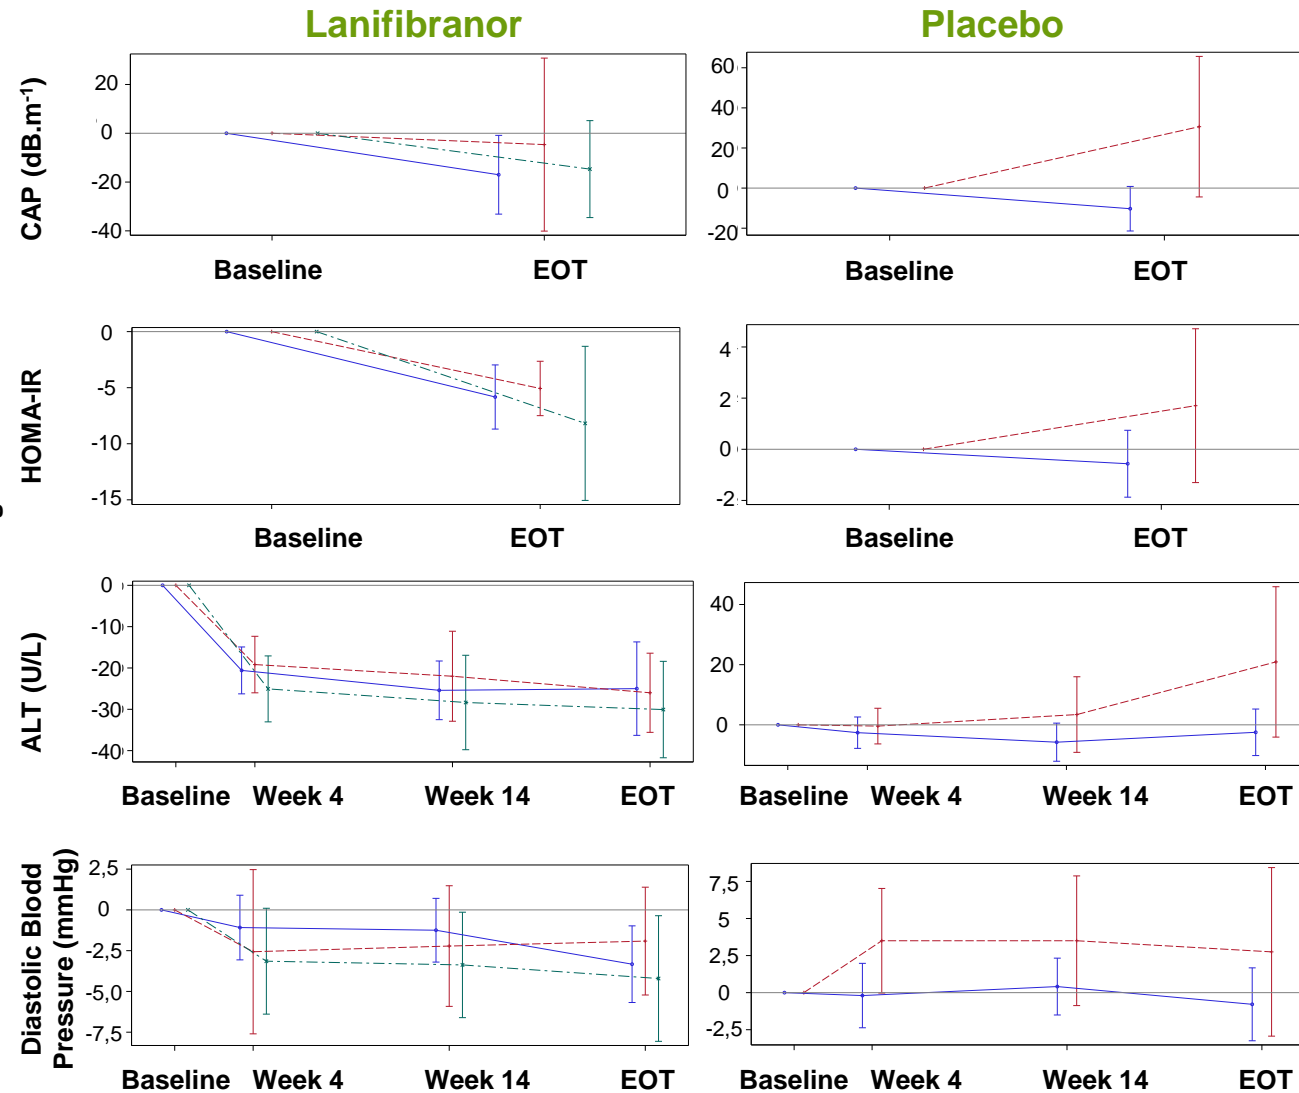 Lanifibranor
Placebo
CAP (dB.m-1)
20
0
-20
-40
Baseline
EOT
60
40
20
0
-20
Baseline
EOT
HOMA-IR
0
-5
-10
-15
Baseline
EOT
4
2
0
-2
Baseline
EOT
ALT (U/L)
0
-10
-20
-30
-40
Baseline
Week 4
Week 14
EOT
40
20
0
Baseline
Week 4
Week 14
EOT
Diastolic Blodd
Pressure (mmHg)
2,5
0
-2,5
-5,0
-7,5
Baseline
Week 4
Week 14
EOT
7,5
5
2,5
0
-2,5
Baseline
Week 4
Week 14
EOT